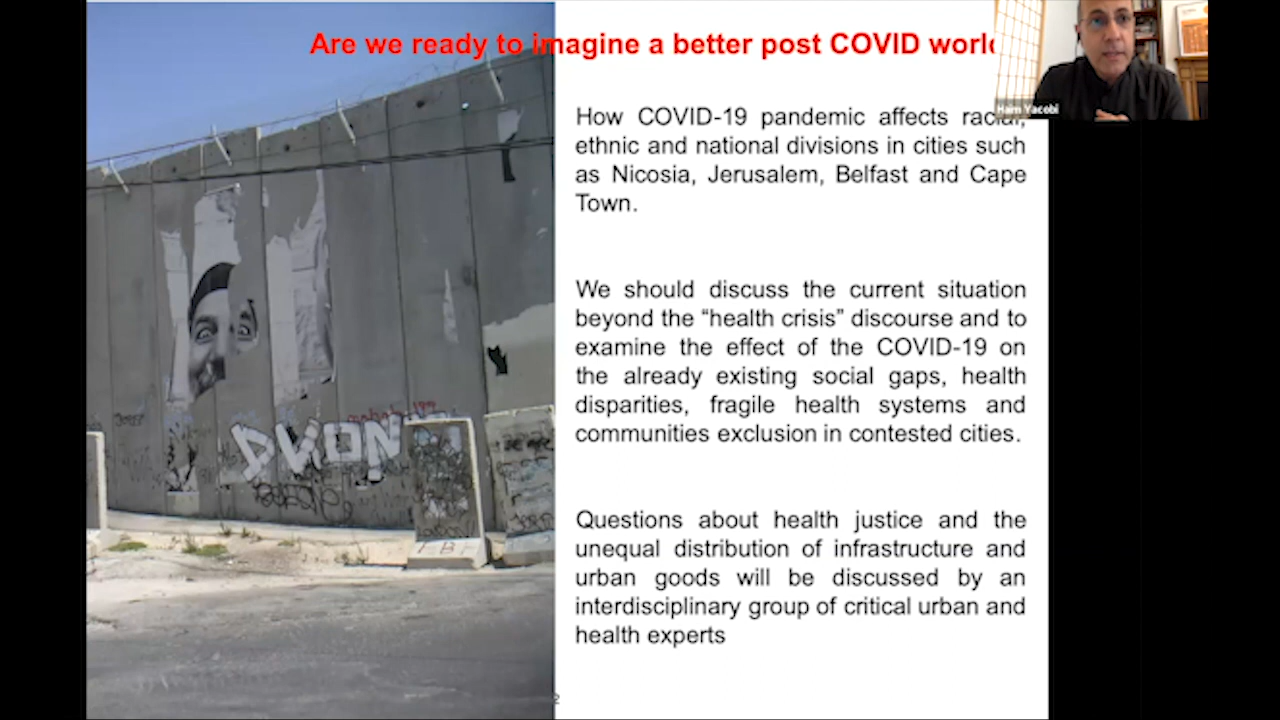 Are we ready to imagine a better post COVID world
Haim Yacobi
How COVID-19 pandemic affects racial,
ethnic and national divisions in cities such
as Nicosia, Jerusalem, Belfast and Cape
Town.
We should discuss the current situation
beyond the “health crisis” discourse and to
examine the effect of the COVID-19 on
the already existing social gaps, health
disparities, fragile health systems and
communities exclusion in contested cities.
Questions about health justice and the
unequal distribution of infrastructure and
urban goods will be discussed by an
interdisciplinary group of critical urban and
health experts
2